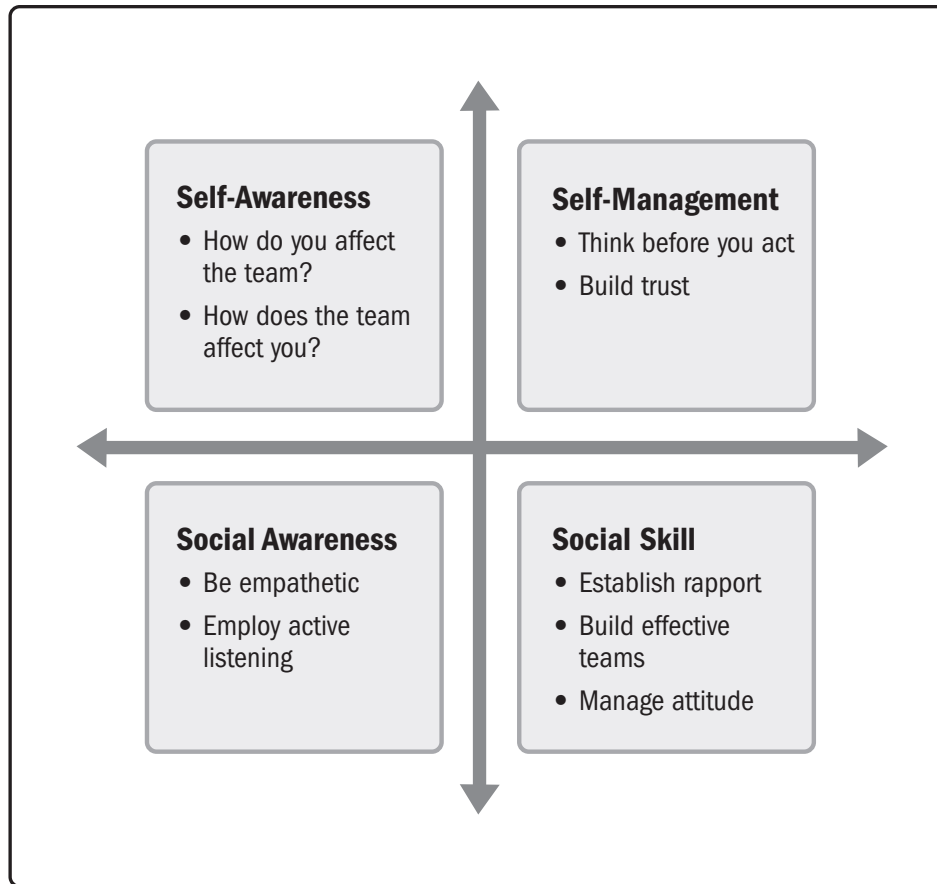 Self-Awareness
• How do you affect
the team?
• How does the team
affect you?
Self-Management
• Think before you act
• Build trust
Social Awareness
• Be empathetic
• Employ active
listening
Social Skill
• Establish rapport
• Build effective
teams
• Manage attitude